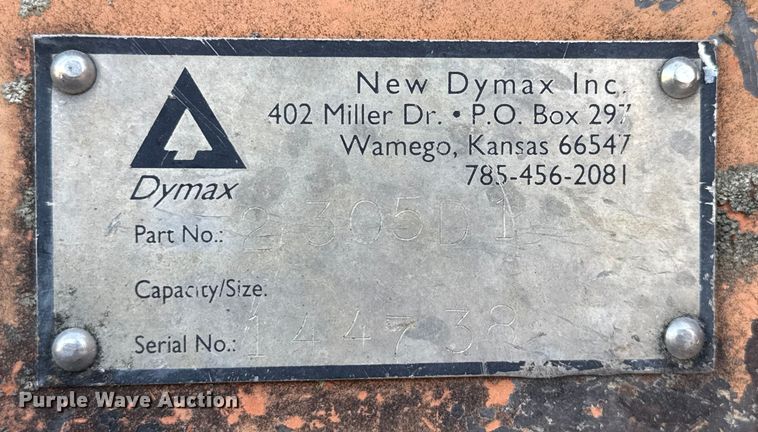 New Dymax Inc.
402 Miller Dr. • P.O. Box 297
Wamego, Kansas 66547
785-456-2081
Dymax
Part No.: 2305D1
Capacity/Size:
Serial No.: 144738
Purple Wave Auction